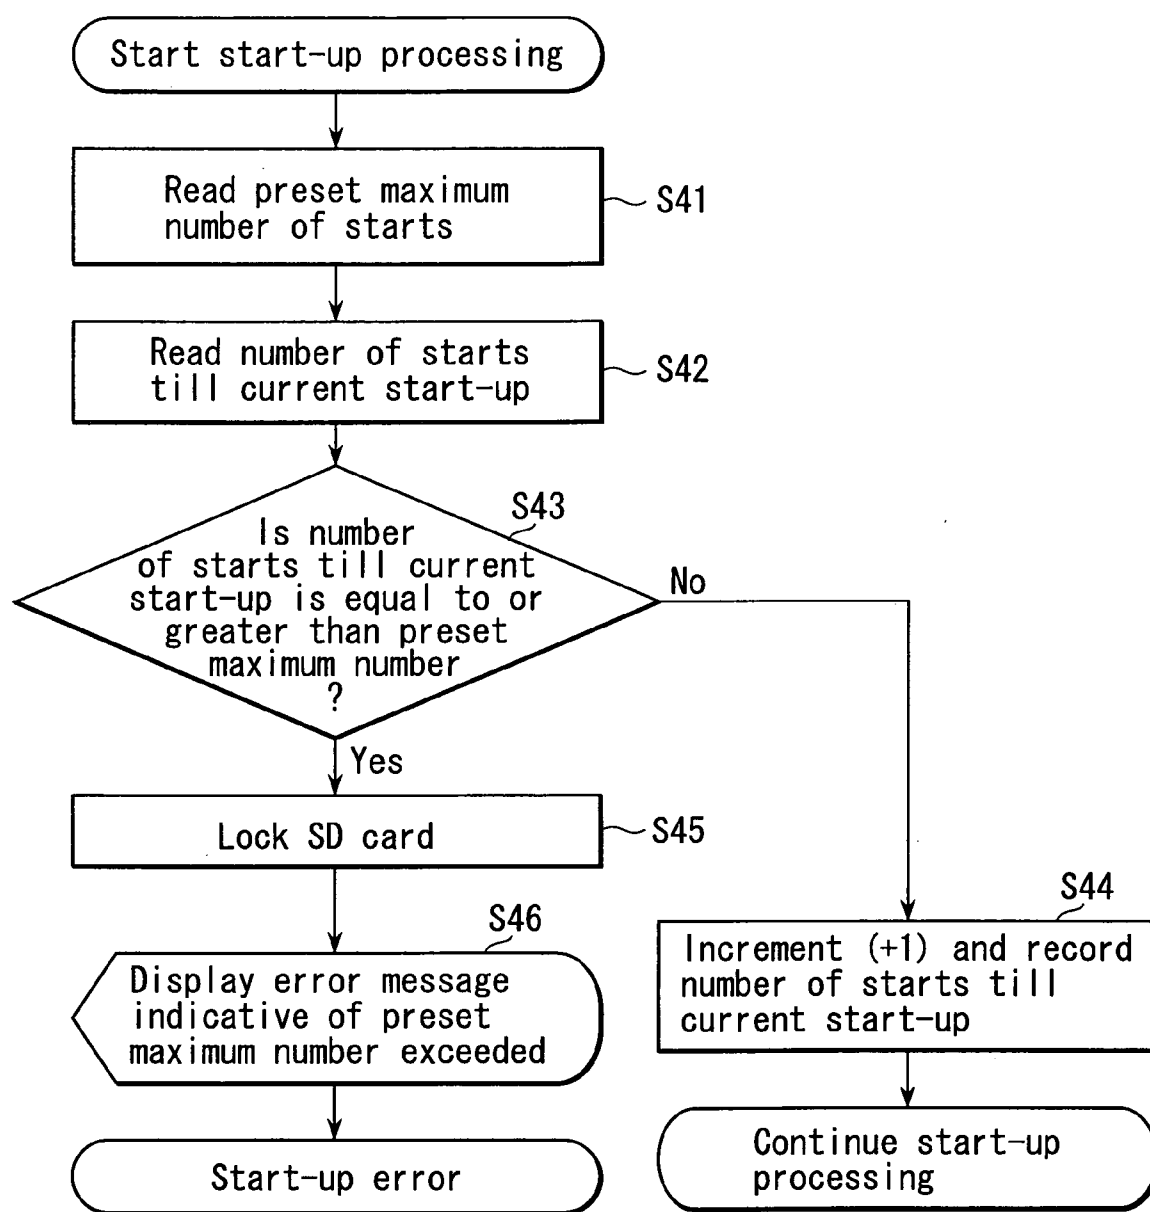 Start start-up processing
Read preset maximum
number of starts
S41
Read number of starts
till current start-up
S42
S43
Is number
of starts till current
start-up is equal to or
greater than preset
maximum number
?
No
Yes
Lock SD card
S45
S46
Display error message
indicative of preset
maximum number exceeded
Start-up error
S44
Increment (+1) and record
number of starts till
current start-up
Continue start-up
processing